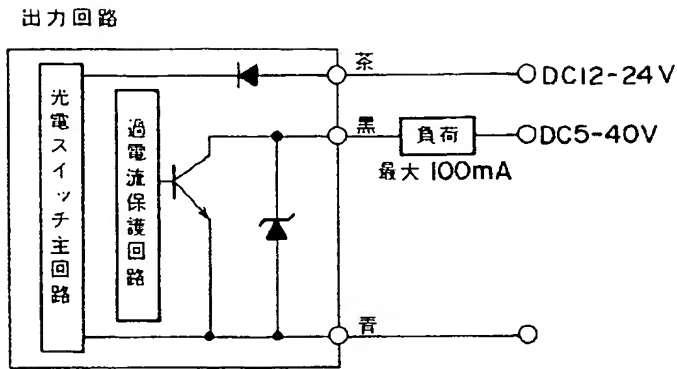 出力回路
茶
DC12-24V
光電スイッチ主回路
過電流保護回路
黒
負荷
DC5-40V
最大 100mA
青